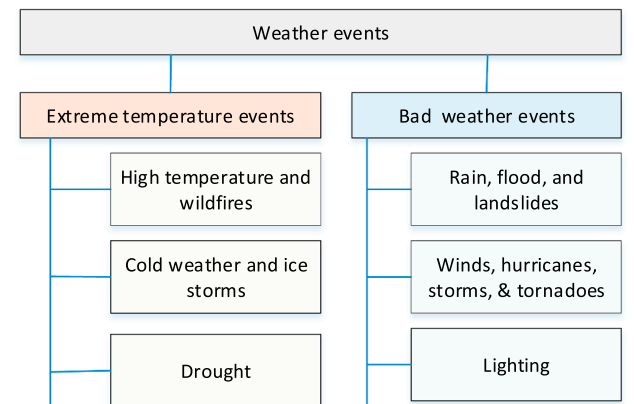 Weather events
Extreme temperature events
Bad weather events
High temperature and
wildfires
Rain, flood, and
landslides
Cold weather and ice
storms
Winds, hurricanes,
storms, & tornadoes
Drought
Lighting